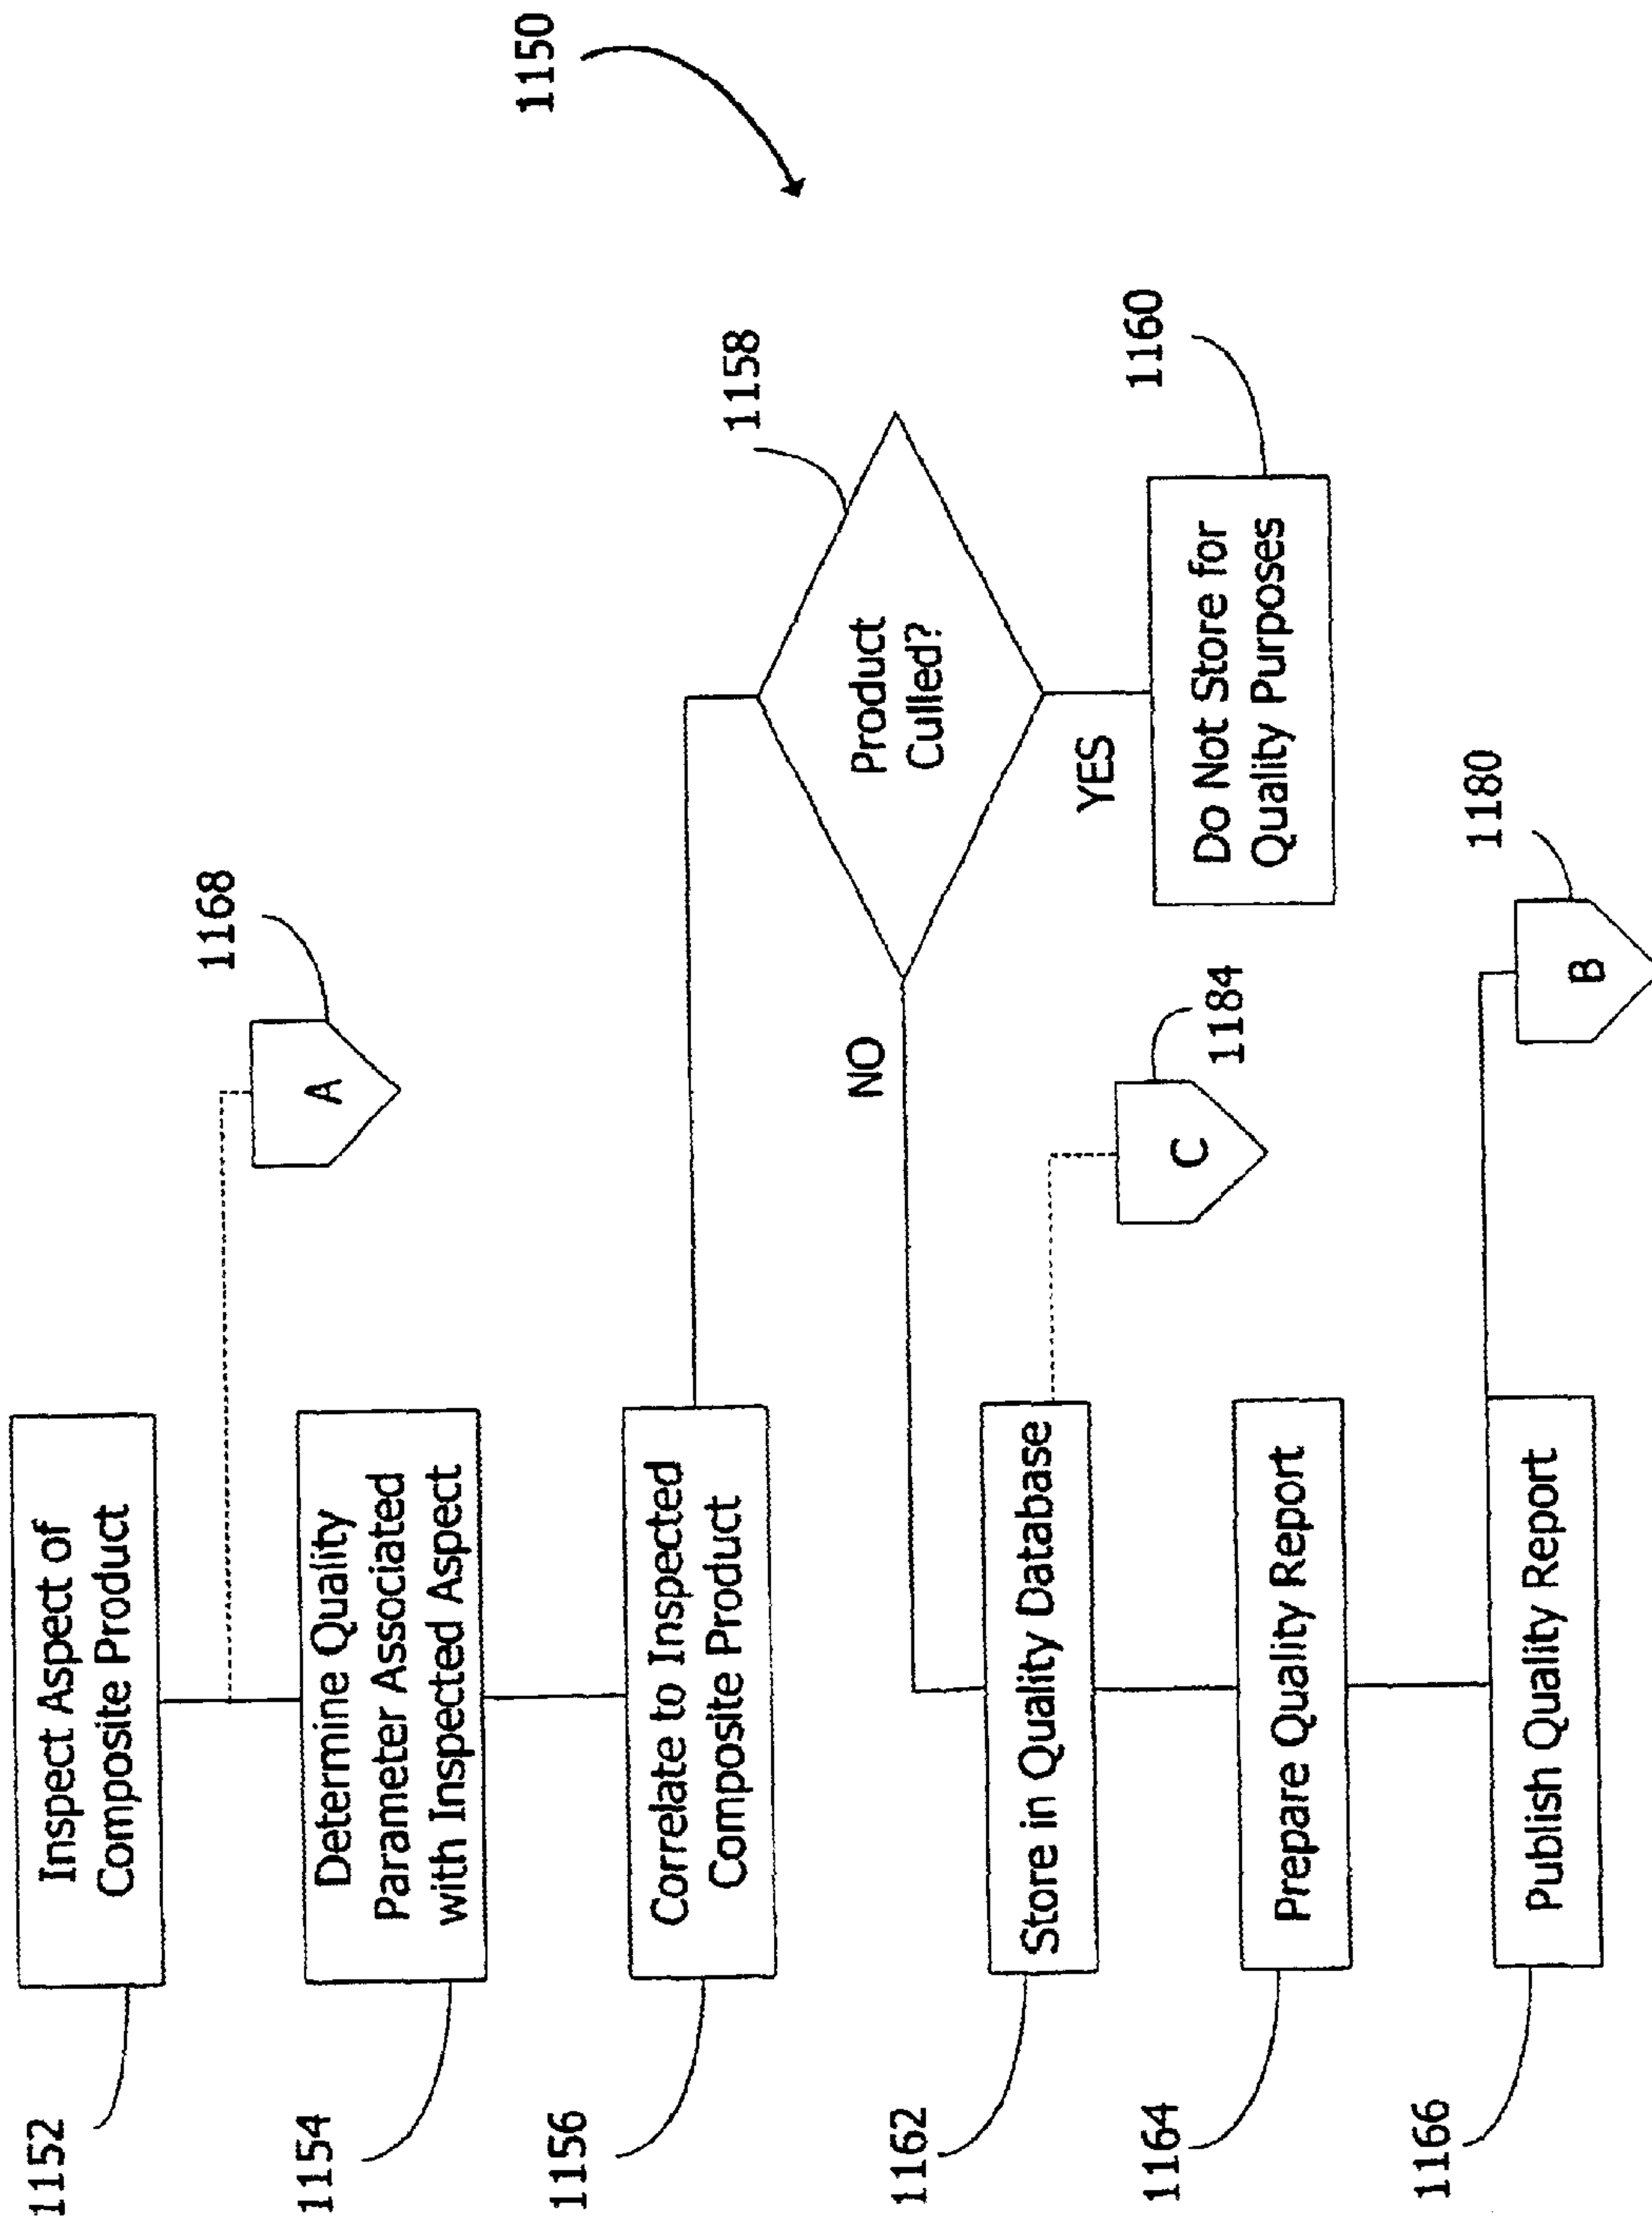 1150
1152
Inspect Aspect of
Composite Product
1168
A
1154
Determine Quality
Parameter Associated
with Inspected Aspect
1156
Correlate to Inspected
Composite Product
1158
Product
Culled?
NO
YES
1160
Do Not Store for
Quality Purposes
1162
Store in Quality Database
1184
C
1164
Prepare Quality Report
1166
Publish Quality Report
1180
B